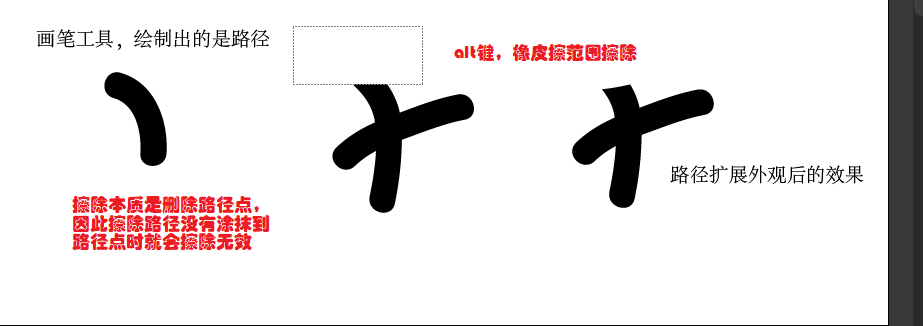 画笔工具，绘制出的是路径
alt键，橡皮擦范围擦除
路径扩展外观后的效果
擦除本质是删除路径点，
因此擦除路径没有涂抹到
路径点时就会擦除无效